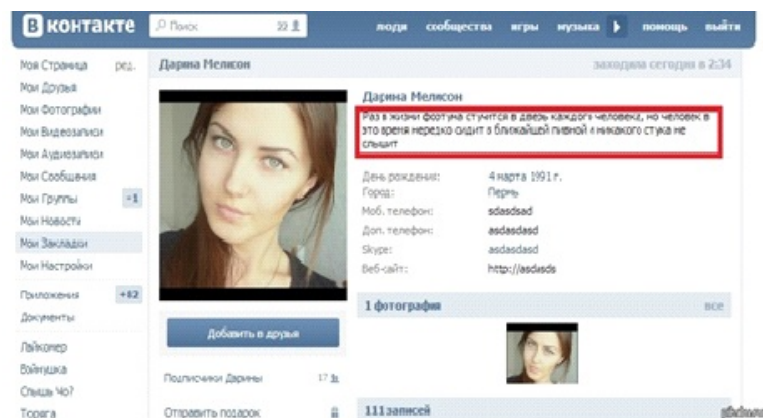 В контакте
Поиск
люди сообщества игры музыка помощь выйти
Моя Страница ред.
Мои Друзья
Мои Фотографии
Мои Видеозаписи
Мои Аудиозаписи
Мои Сообщения
Мои Группы +1
Мои Новости
Мои Закладки
Мои Настройки
Приложения +82
Документы
Лайкомер
Войнушка
Слышь Чо?
Тюряга
Дарина Мелисон
заходила сегодня в 2:34
Дарина Мелисон
Раз в жизни фортуна стучится в дверь каждого человека, но человек в
это время нередко сидит в ближайшей пивной и никакого стука не
слышит
День рождения: 4 марта 1991 г.
Город: Пермь
Моб. телефон: sdasdsad
Доп. телефон: asdasdasd
Skype: asdasdasd
Веб-сайт: http://asdasds
1 фотография все
Добавить в друзья
Подписчики Дарины 17
Отправить подарок
111 записей